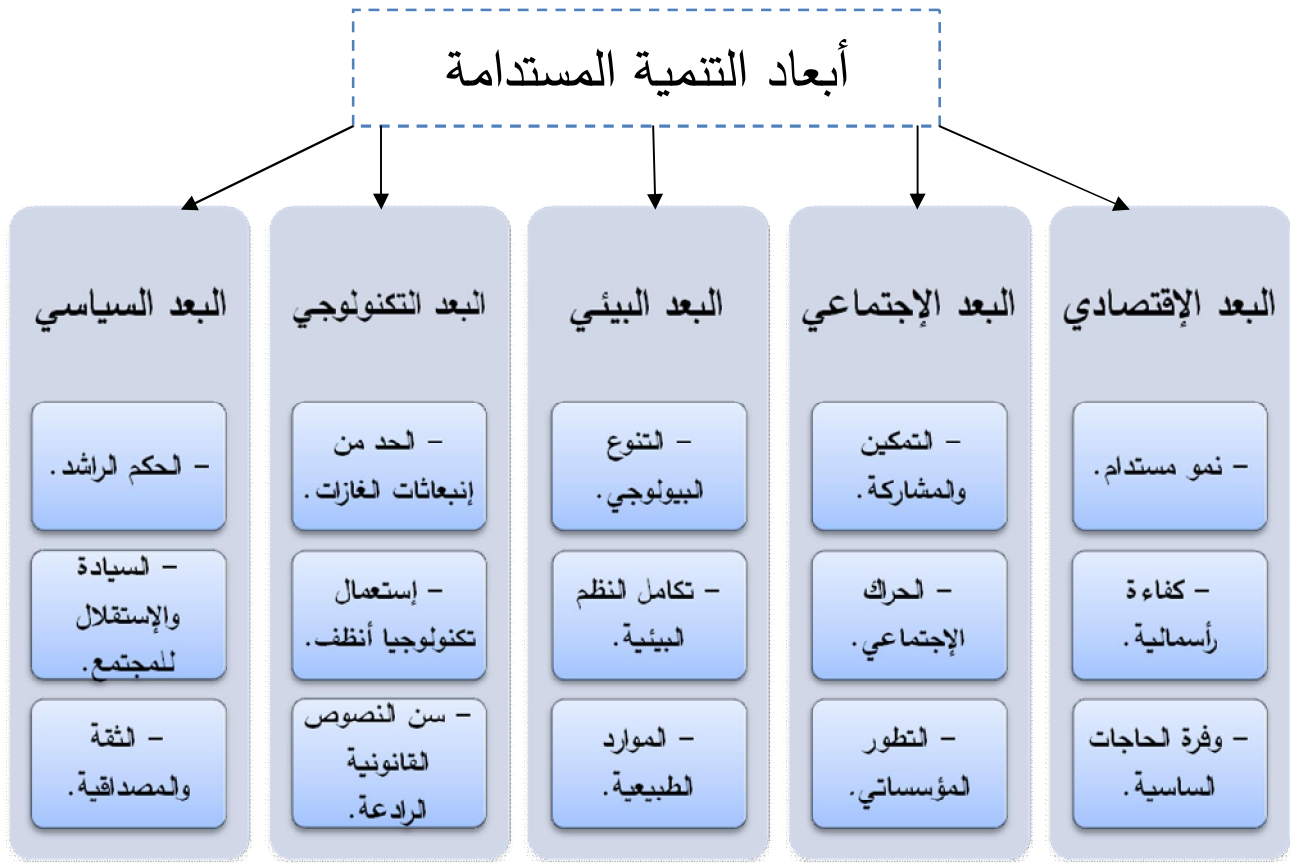 أبعاد التنمية المستدامة
البعد الإقتصادي
– نمو مستدام.
– كفاءة
رأسمالية.
– وفرة الحاجات
الساسية.
البعد الإجتماعي
– التمكين
والمشاركة.
– الحراك
الإجتماعي.
– التطور
المؤسساتي.
البعد البيئي
– التنوع
البيولوجي.
– تكامل النظم
البيئية.
– الموارد
الطبيعية.
البعد التكنولوجي
– الحد من
إنبعاثات الغازات.
– إستعمال
تكنولوجيا أنظف.
– سن النصوص
القانونية
الرادعة.
البعد السياسي
– الحكم الراشد.
– السيادة
والإستقلال
للمجتمع.
– الثقة
والمصداقية.